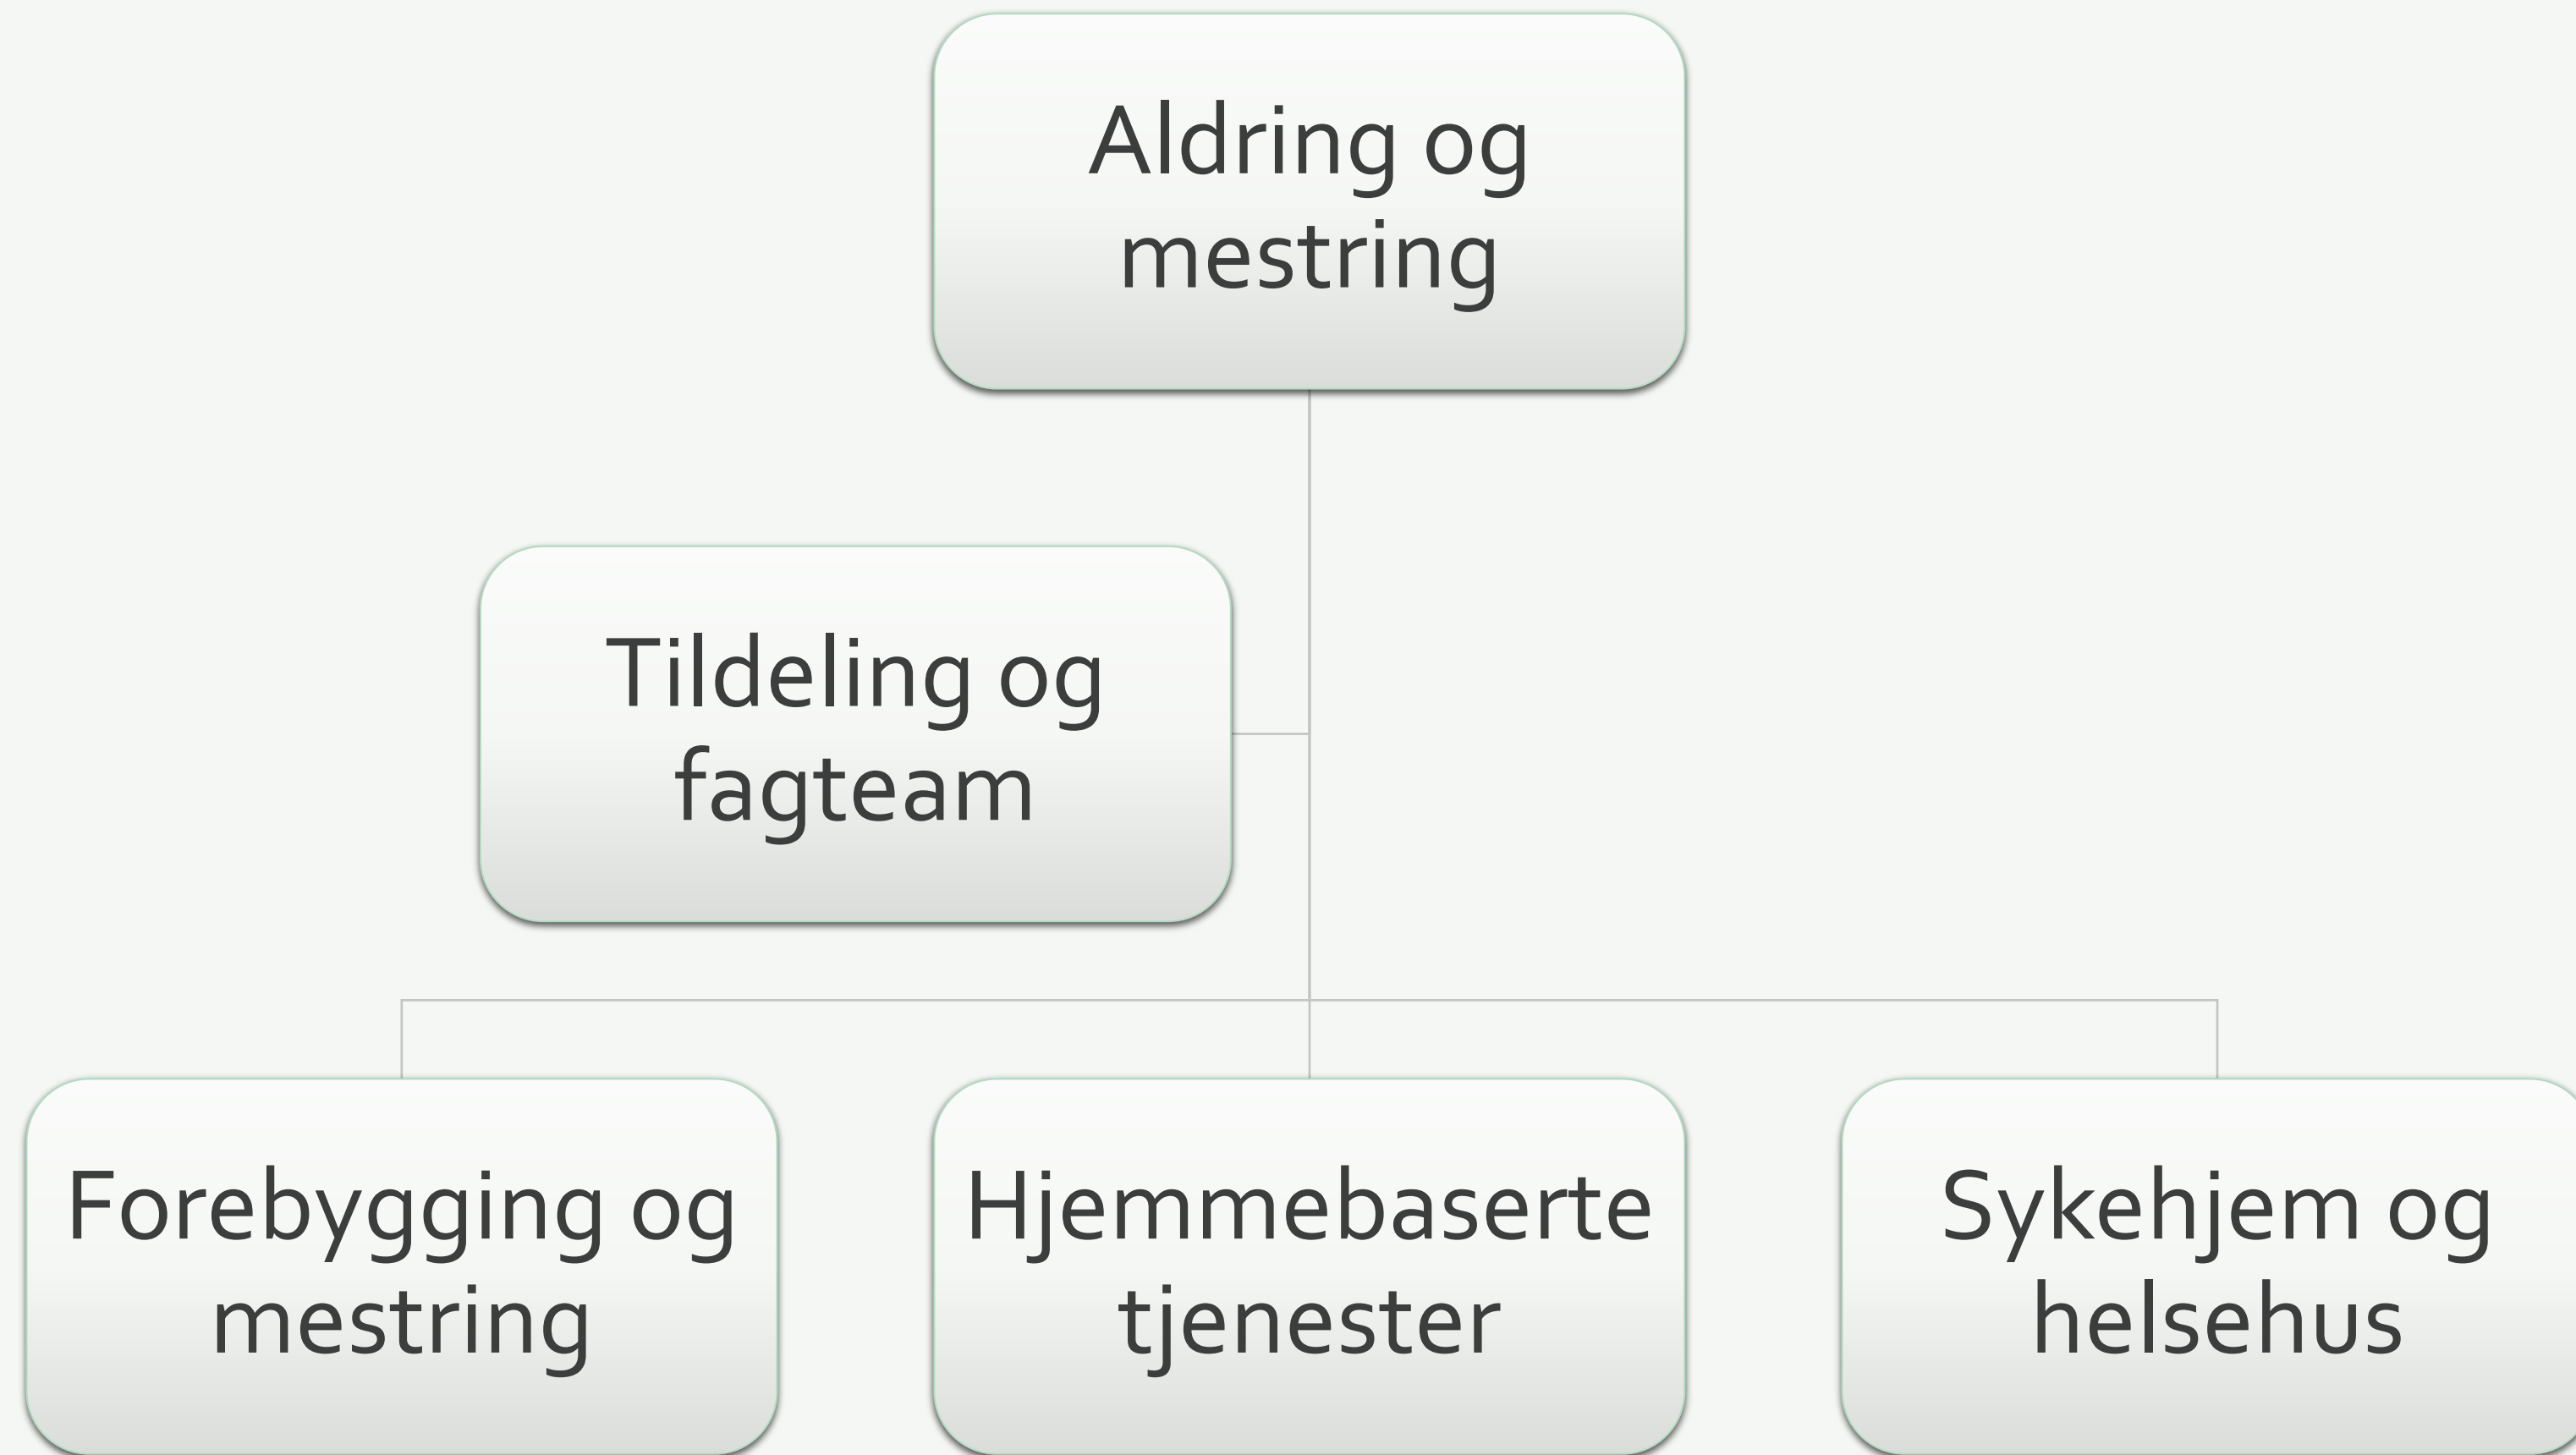 Aldring og
mestring
Tildeling og
fagteam
Forebygging og
mestring
Hjemmebaserte
tjenester
Sykehjem og
helsehus